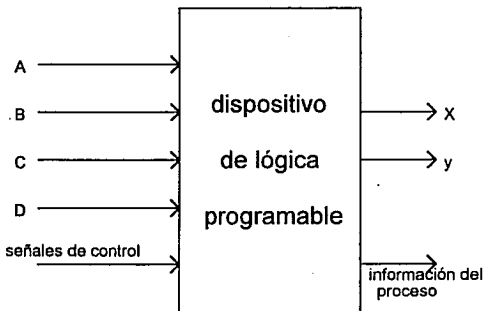 A
B
C
D
señales de control
dispositivo
de lógica
programable
X
y
información del
proceso